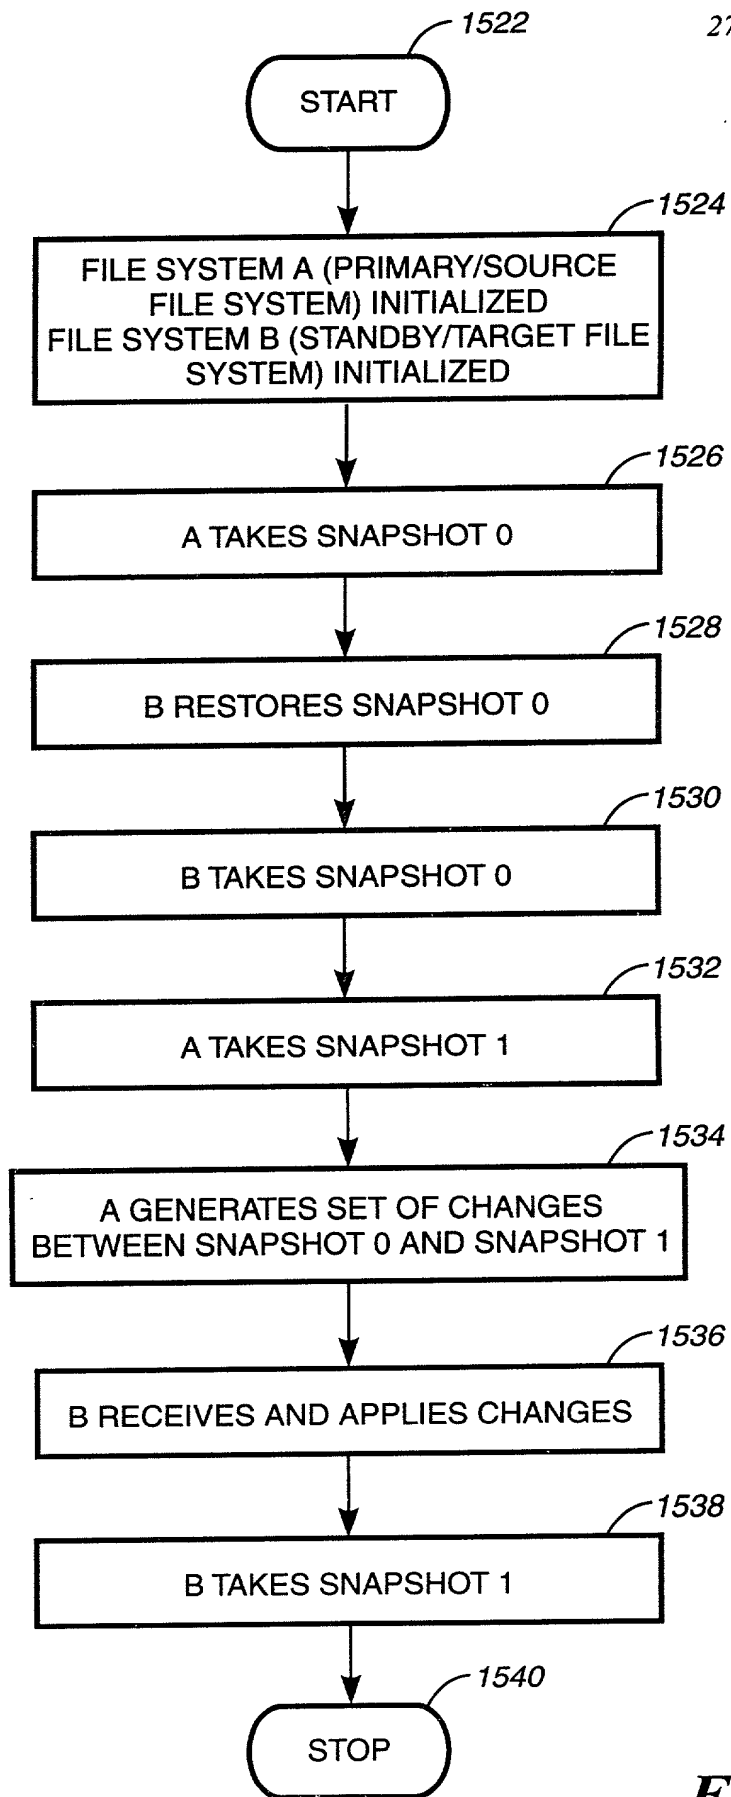 1522
27
START
1524
FILE SYSTEM A (PRIMARY/SOURCE
FILE SYSTEM) INITIALIZED
FILE SYSTEM B (STANDBY/TARGET FILE
SYSTEM) INITIALIZED
1526
A TAKES SNAPSHOT 0
1528
B RESTORES SNAPSHOT 0
1530
B TAKES SNAPSHOT 0
1532
A TAKES SNAPSHOT 1
1534
A GENERATES SET OF CHANGES
BETWEEN SNAPSHOT 0 AND SNAPSHOT 1
1536
B RECEIVES AND APPLIES CHANGES
1538
B TAKES SNAPSHOT 1
1540
STOP